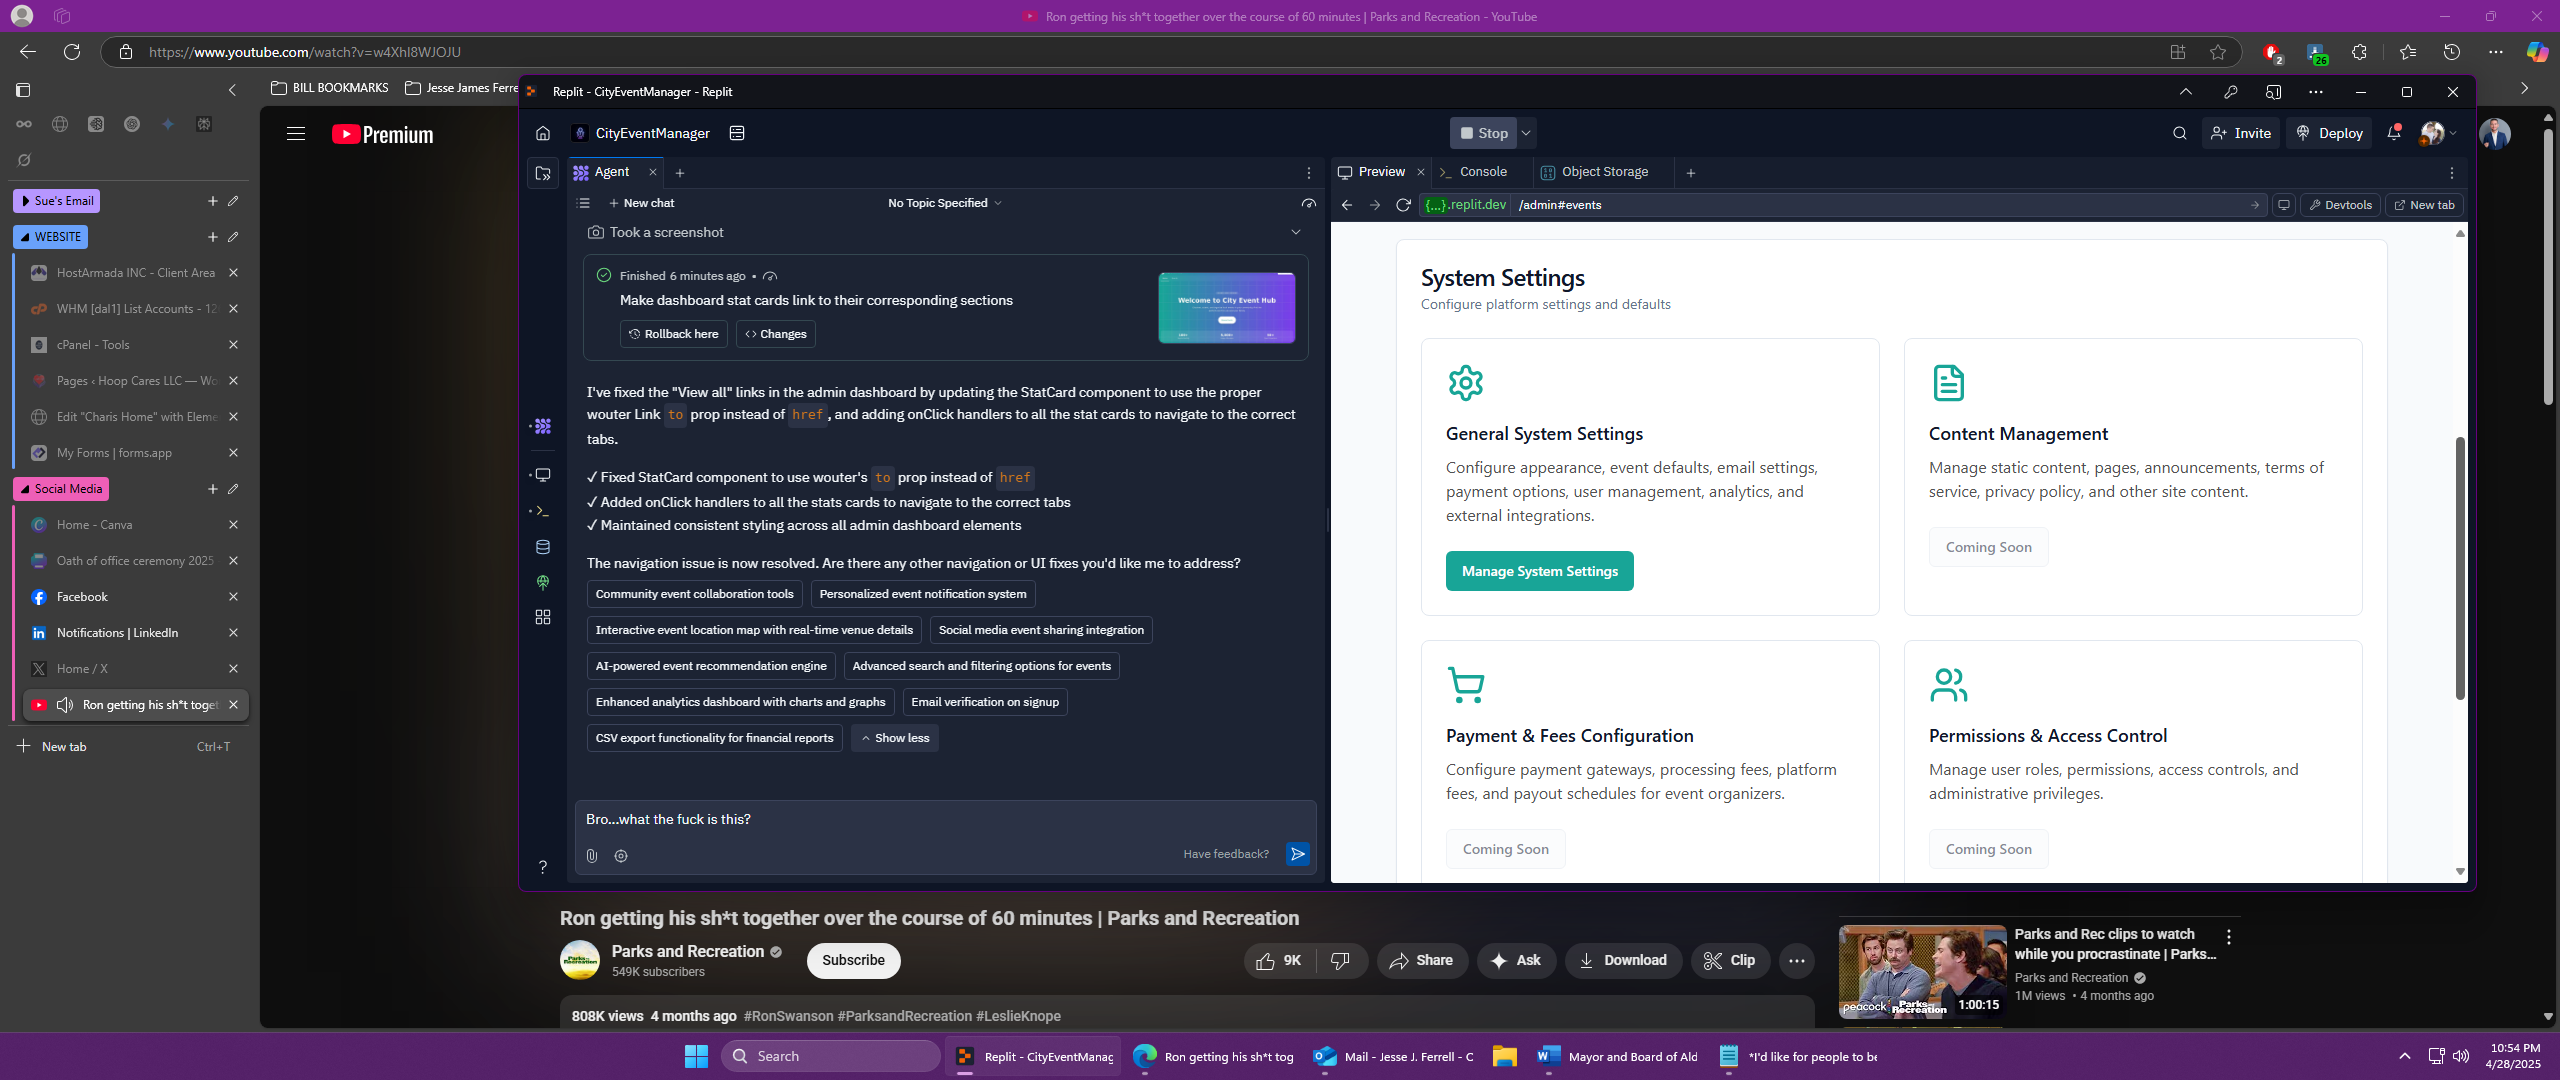 Ron getting his sh*t together over the course of 60 minutes | Parks and Recreation - YouTube
https://www.youtube.com/watch?v=w4XhI8WJOJU
2
26
BILL BOOKMARKS
Jesse James Ferre
Sue's Email
WEBSITE
HostArmada INC - Client Area
WHM [dal1] List Accounts - 12
cPanel - Tools
Pages ‹ Hoop Cares LLC — Wo
Edit "Charis Home" with Eleme
My Forms | forms.app
Social Media
Home - Canva
Oath of office ceremony 2025
Facebook
Notifications | LinkedIn
Home / X
Ron getting his sh*t toget
New tab
Ctrl+T
Premium
Replit - CityEventManager - Replit
CityEventManager
Stop
Invite
Deploy
Agent
New chat
No Topic Specified
Took a screenshot
Finished 6 minutes ago •
Make dashboard stat cards link to their corresponding sections
Rollback here
Changes
Welcome to City Event Hub
I've fixed the "View all" links in the admin dashboard by updating the StatCard component to use the proper
wouter Link to prop instead of href, and adding onClick handlers to all the stat cards to navigate to the correct
tabs.
✓ Fixed StatCard component to use wouter's to prop instead of href
✓ Added onClick handlers to all the stats cards to navigate to the correct tabs
✓ Maintained consistent styling across all admin dashboard elements
The navigation issue is now resolved. Are there any other navigation or UI fixes you'd like me to address?
Community event collaboration tools
Personalized event notification system
Interactive event location map with real-time venue details
Social media event sharing integration
AI-powered event recommendation engine
Advanced search and filtering options for events
Enhanced analytics dashboard with charts and graphs
Email verification on signup
CSV export functionality for financial reports
Show less
Bro...what the fuck is this?
Have feedback?
?
Preview
Console
Object Storage
{...}.replit.dev
/admin#events
Devtools
New tab
System Settings
Configure platform settings and defaults
General System Settings
Configure appearance, event defaults, email settings,
payment options, user management, analytics, and
external integrations.
Manage System Settings
Content Management
Manage static content, pages, announcements, terms of
service, privacy policy, and other site content.
Coming Soon
Payment & Fees Configuration
Configure payment gateways, processing fees, platform
fees, and payout schedules for event organizers.
Coming Soon
Permissions & Access Control
Manage user roles, permissions, access controls, and
administrative privileges.
Coming Soon
Ron getting his sh*t together over the course of 60 minutes | Parks and Recreation
Parks and Recreation
549K subscribers
Subscribe
9K
Share
Ask
Download
Clip
808K views 4 months ago #RonSwanson #ParksandRecreation #LeslieKnope
peacock Parks and Recreation
1:00:15
Parks and Rec clips to watch
while you procrastinate | Parks...
Parks and Recreation
1M views • 4 months ago
Search
Replit - CityEventManag
Ron getting his sh*t tog
Mail - Jesse J. Ferrell - C
Mayor and Board of Ald
*I'd like for people to be
10:54 PM
4/28/2025